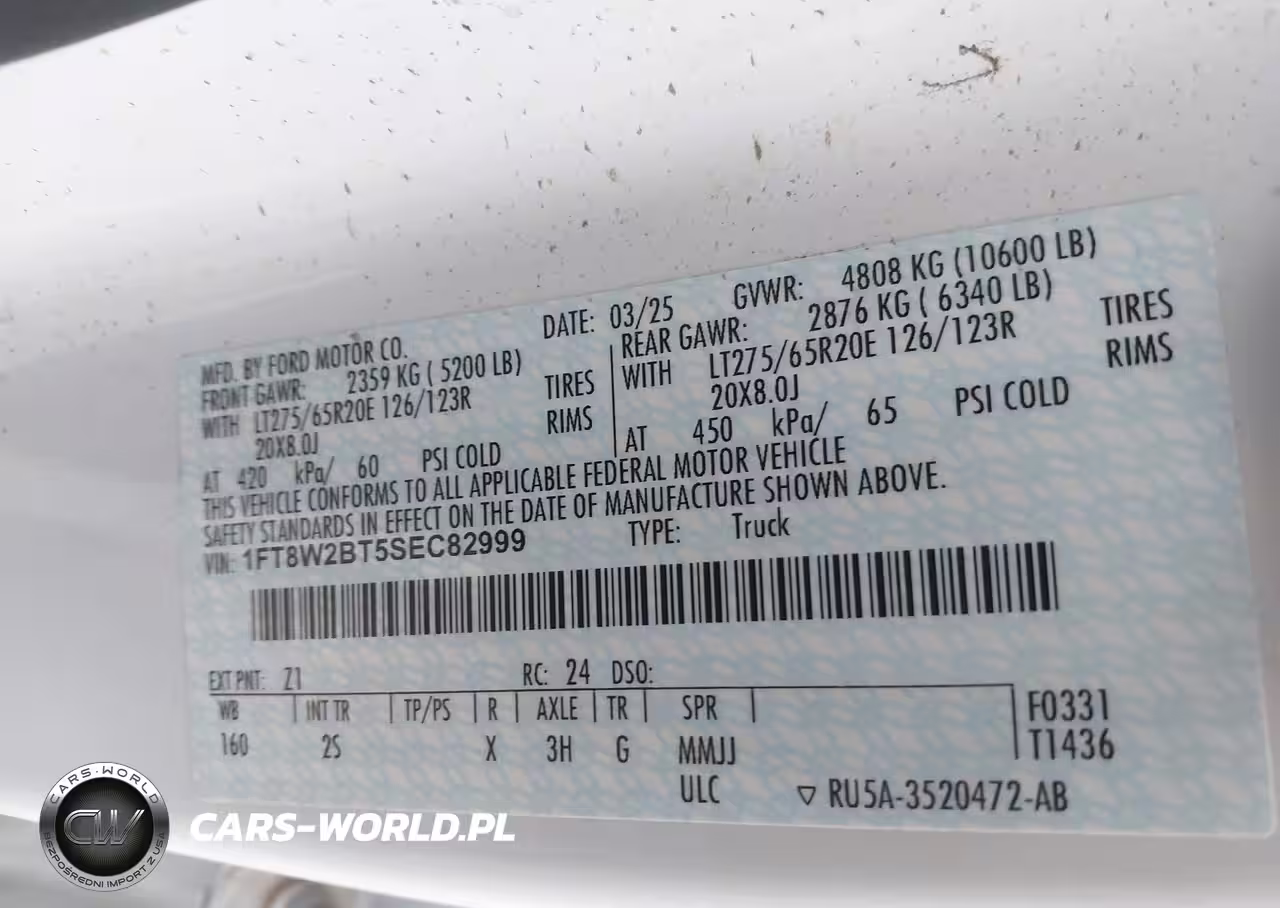 MFD. BY FORD MOTOR CO.
DATE: 03/25
GVWR: 4808 KG (10600 LB)
FRONT GAWR: 2359 KG ( 5200 LB)
WITH LT275/65R20E 126/123R TIRES
20X8.0J RIMS
AT 420 kPa/ 60 PSI COLD
REAR GAWR: 2876 KG ( 6340 LB)
WITH LT275/65R20E 126/123R TIRES
20X8.0J RIMS
AT 450 kPa/ 65 PSI COLD
THIS VEHICLE CONFORMS TO ALL APPLICABLE FEDERAL MOTOR VEHICLE
SAFETY STANDARDS IN EFFECT ON THE DATE OF MANUFACTURE SHOWN ABOVE.
VIN: 1FT8W2BT5SEC82999 TYPE: Truck
EXT PNT: Z1 RC: 24 DSO:
WB INT TR TP/PS R AXLE TR SPR F0331
160 2S X 3H G MMJJ T1436
ULC RU5A-3520472-AB
CARS-WORLD
CW
BEZPOŚREDNI IMPORT Z USA
CARS-WORLD.PL